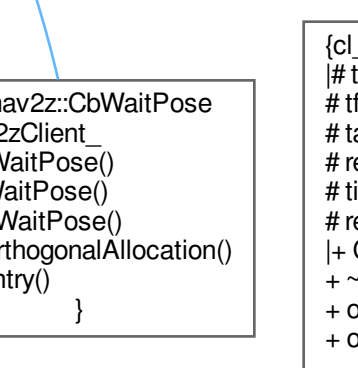 nav2z::CbWaitPose
2zClient_
WaitPose()
WaitPose()
WaitPose()
rthogonalAllocation()
ntry()
}
{cl_
|# t
# tf
# ta
# re
# ti
# re
|+ C
+ ~
+ o
+ o